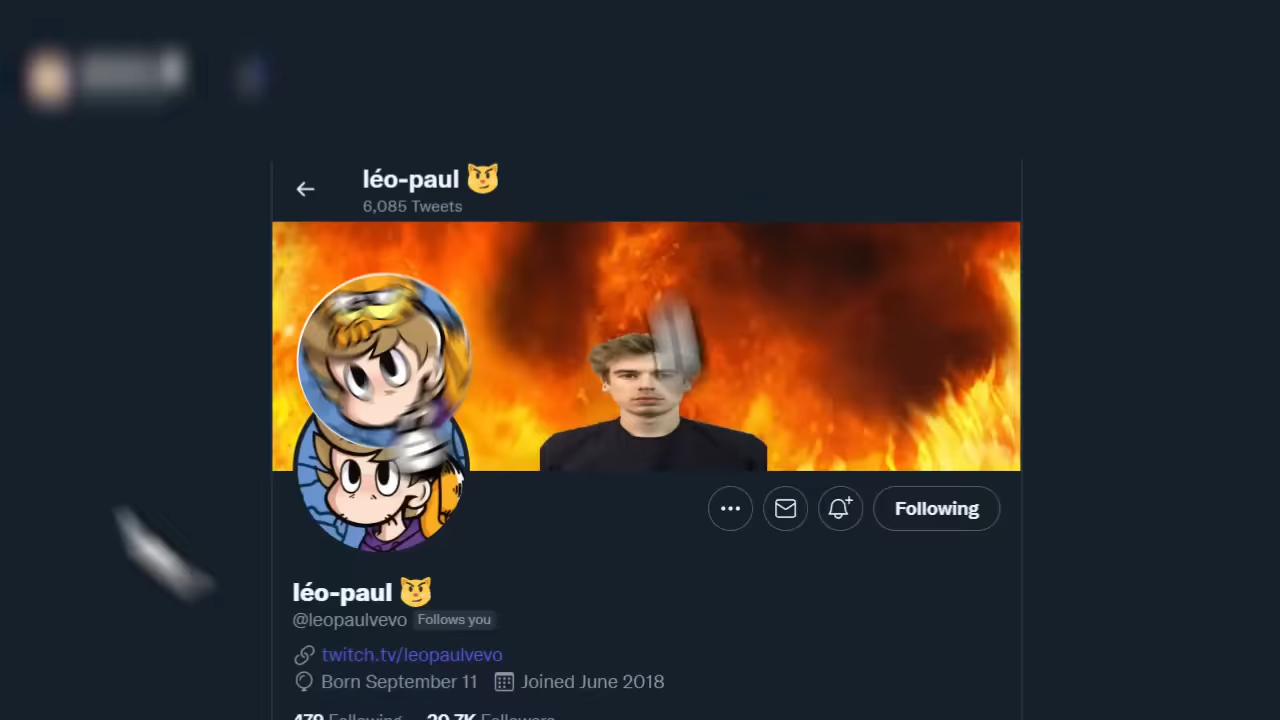 léo-paul 😼
6,085 Tweets
Following
léo-paul 😼
@leopaulvevo Follows you
twitch.tv/leopaulvevo
Born September 11 Joined June 2018
479 Following 20.7K Followers